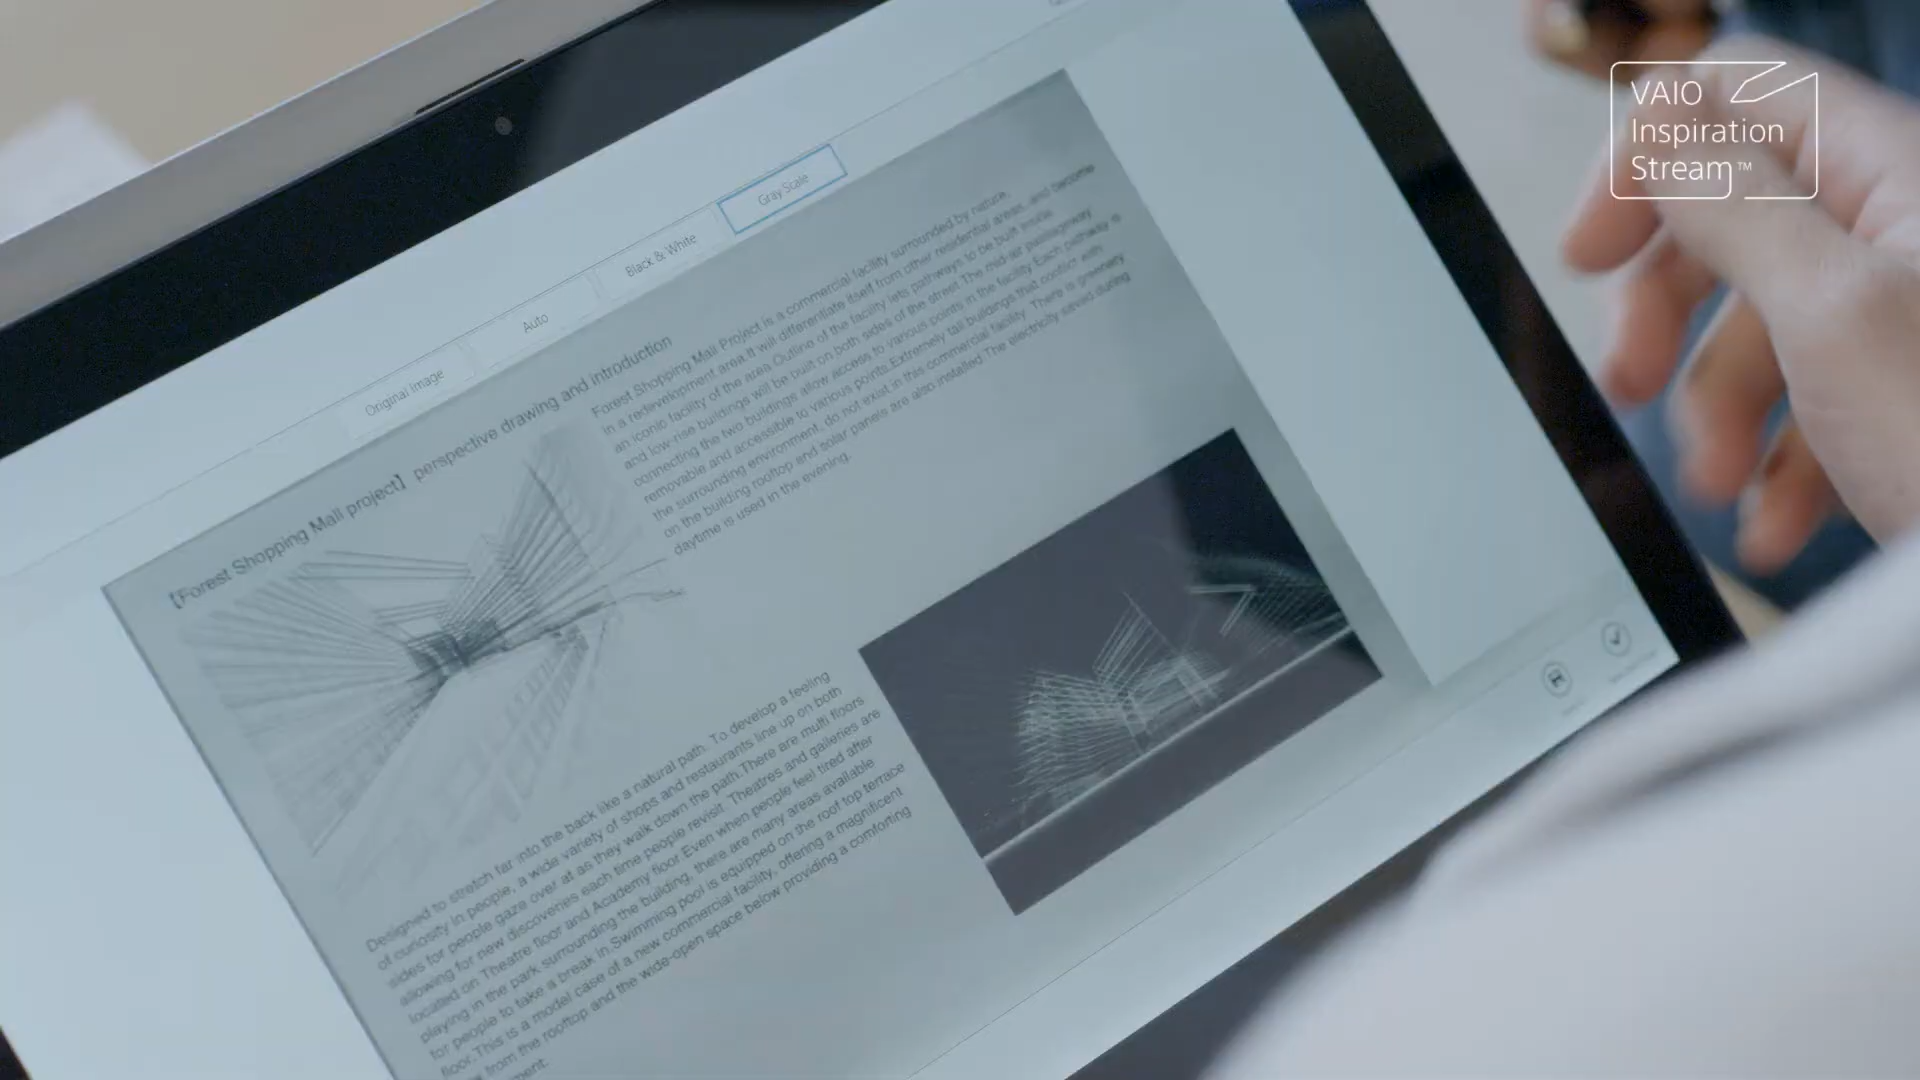 VAIO
Inspiration
Stream™
Original Image
Auto
Black & White
Gray Scale
【Forest Shopping Mall project】 perspective drawing and introduction
Forest Shopping Mall Project is a commercial facility surrounded by nature,
in a redevelopment area.It will differentiate itself from other residential areas, and become
an iconic facility of the area.Outline of the facility lets pathways to be built inside
and low-rise buildings will be built on both sides of the street.The mid-air passageway
connecting the two buildings allow access to various points in the facility.Each pathway is
removable and accessible to various points.Extremely tall buildings that conflict with
the surrounding environment, do not exist in this commercial facility. There is greenery
on the building rooftop and solar panels are also installed.The electricity saved during
daytime is used in the evening.
Designed to stretch far into the back like a natural path. To develop a feeling
of curiosity in people, a wide variety of shops and restaurants line up on both
sides for people gaze over at as they walk down the path.There are multi floors
allowing for new discoveries each time people revisit. Theatres and galleries are
located on Theatre floor and Academy floor.Even when people feel tired after
playing in the park surrounding the building, there are many areas available
for people to take a break in.Swimming pool is equipped on the roof top terrace
floor.This is a model case of a new commercial facility, offering a magnificent
from the rooftop and the wide-open space below providing a comforting